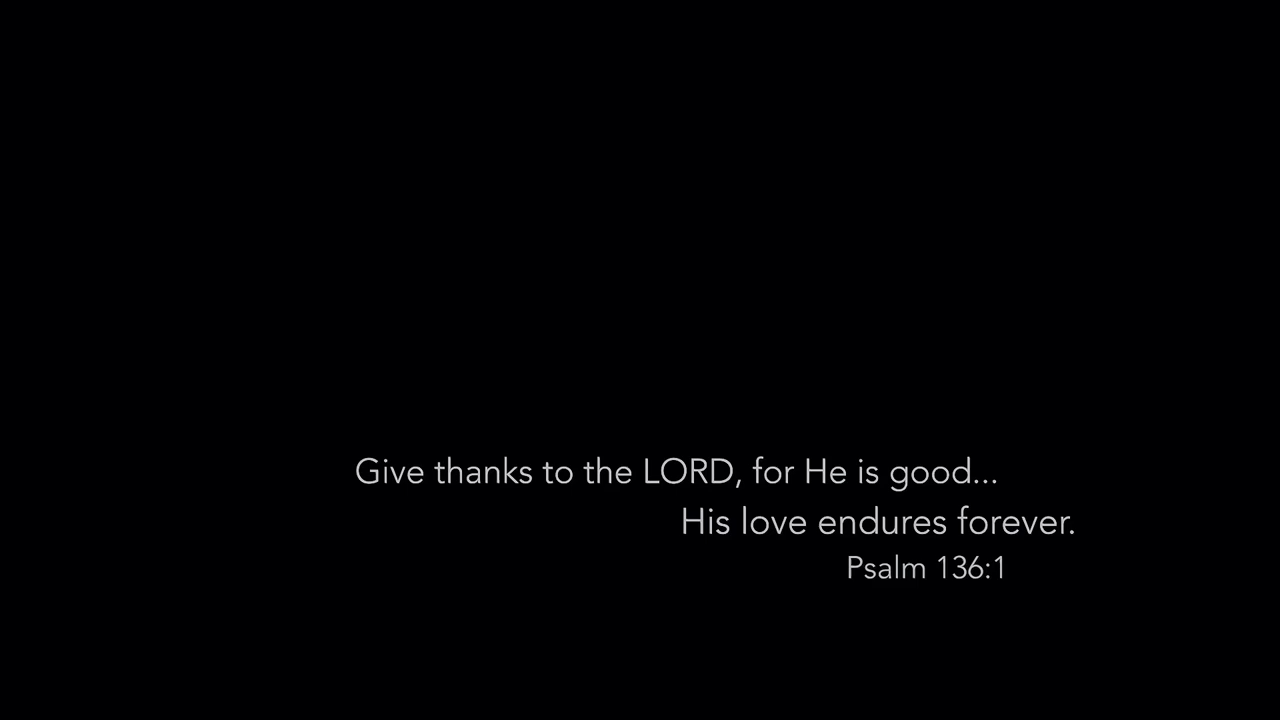 Give thanks to the LORD, for He is good...
His love endures forever.
Psalm 136:1